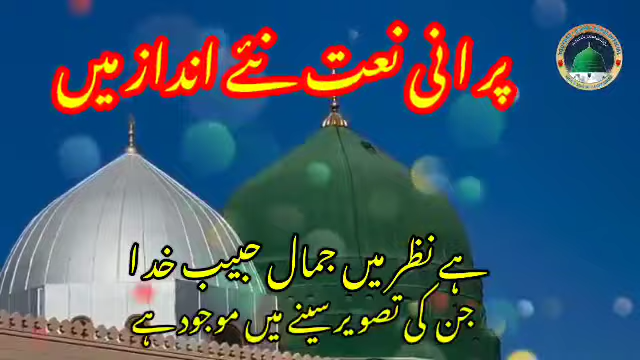 پرانی نعت نئے انداز میں
ہے نظر میں جمال حبیب خدا
جن کی تصویر سینے میں موجود ہے